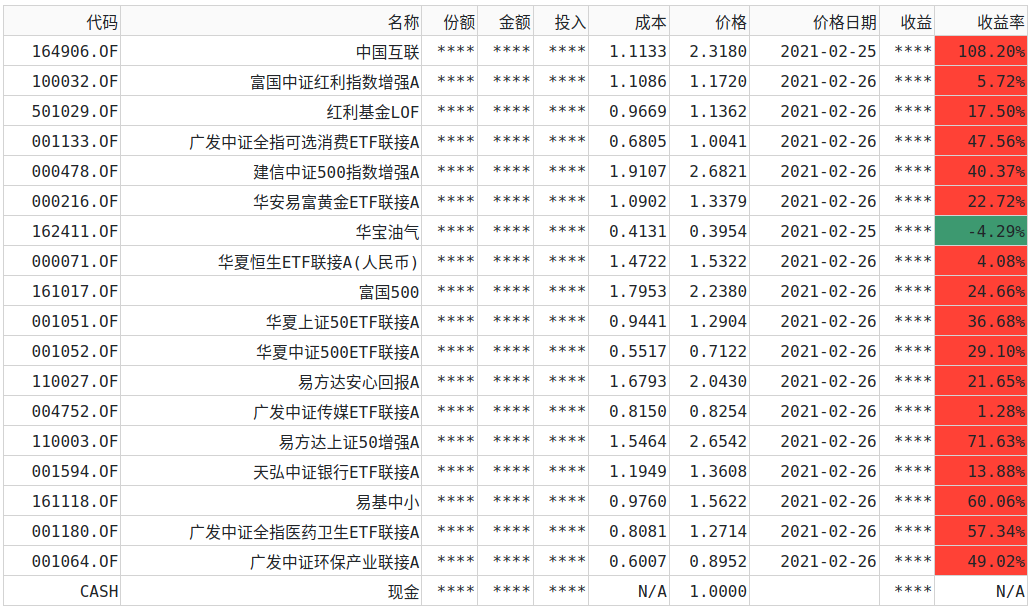 代码 名称 份额 金额 投入 成本 价格 价格日期 收益 收益率
164906.OF 中国互联 **** **** **** 1.1133 2.3180 2021-02-25 **** 108.20%
100032.OF 富国中证红利指数增强A **** **** **** 1.1086 1.1720 2021-02-26 **** 5.72%
501029.OF 红利基金LOF **** **** **** 0.9669 1.1362 2021-02-26 **** 17.50%
001133.OF 广发中证全指可选消费ETF联接A **** **** **** 0.6805 1.0041 2021-02-26 **** 47.56%
000478.OF 建信中证500指数增强A **** **** **** 1.9107 2.6821 2021-02-26 **** 40.37%
000216.OF 华安易富黄金ETF联接A **** **** **** 1.0902 1.3379 2021-02-26 **** 22.72%
162411.OF 华宝油气 **** **** **** 0.4131 0.3954 2021-02-25 **** -4.29%
000071.OF 华夏恒生ETF联接A(人民币) **** **** **** 1.4722 1.5322 2021-02-26 **** 4.08%
161017.OF 富国500 **** **** **** 1.7953 2.2380 2021-02-26 **** 24.66%
001051.OF 华夏上证50ETF联接A **** **** **** 0.9441 1.2904 2021-02-26 **** 36.68%
001052.OF 华夏中证500ETF联接A **** **** **** 0.5517 0.7122 2021-02-26 **** 29.10%
110027.OF 易方达安心回报A **** **** **** 1.6793 2.0430 2021-02-26 **** 21.65%
004752.OF 广发中证传媒ETF联接A **** **** **** 0.8150 0.8254 2021-02-26 **** 1.28%
110003.OF 易方达上证50增强A **** **** **** 1.5464 2.6542 2021-02-26 **** 71.63%
001594.OF 天弘中证银行ETF联接A **** **** **** 1.1949 1.3608 2021-02-26 **** 13.88%
161118.OF 易基中小 **** **** **** 0.9760 1.5622 2021-02-26 **** 60.06%
001180.OF 广发中证全指医药卫生ETF联接A **** **** **** 0.8081 1.2714 2021-02-26 **** 57.34%
001064.OF 广发中证环保产业联接A **** **** **** 0.6007 0.8952 2021-02-26 **** 49.02%
CASH 现金 **** **** **** N/A 1.0000 **** N/A